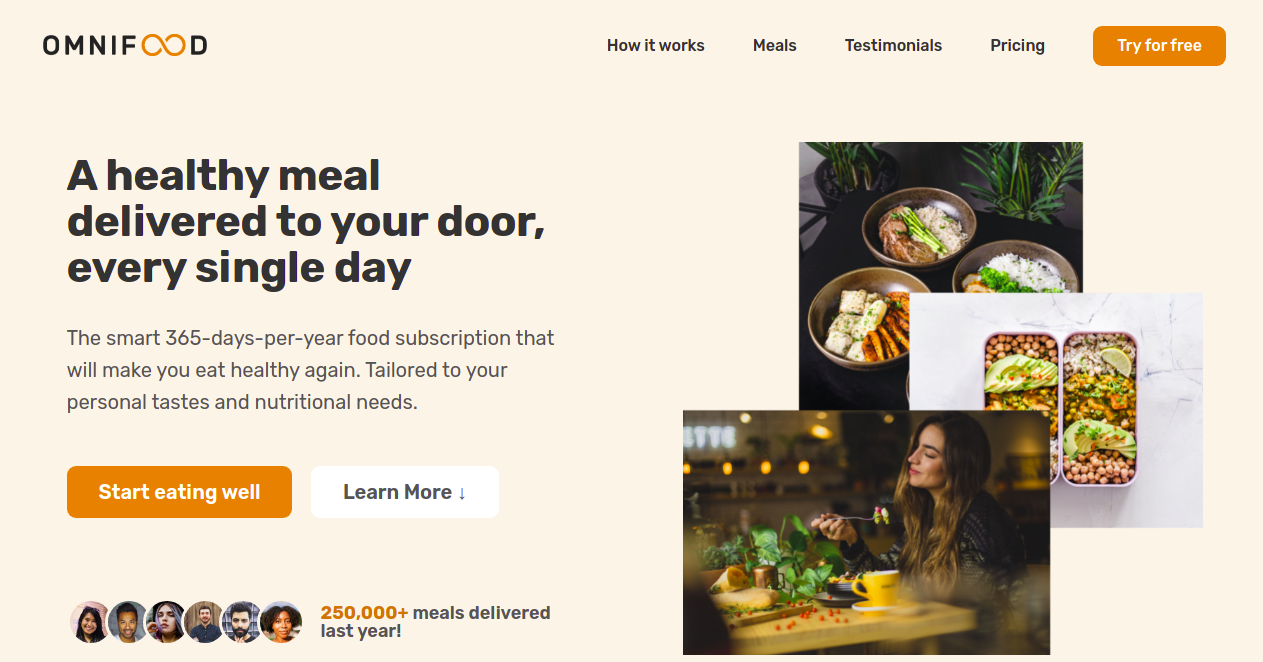 OMNIFOOD
How it works
Meals
Testimonials
Pricing
Try for free
A healthy meal
delivered to your door,
every single day
The smart 365-days-per-year food subscription that
will make you eat healthy again. Tailored to your
personal tastes and nutritional needs.
Start eating well
Learn More ↓
250,000+ meals delivered
last year!